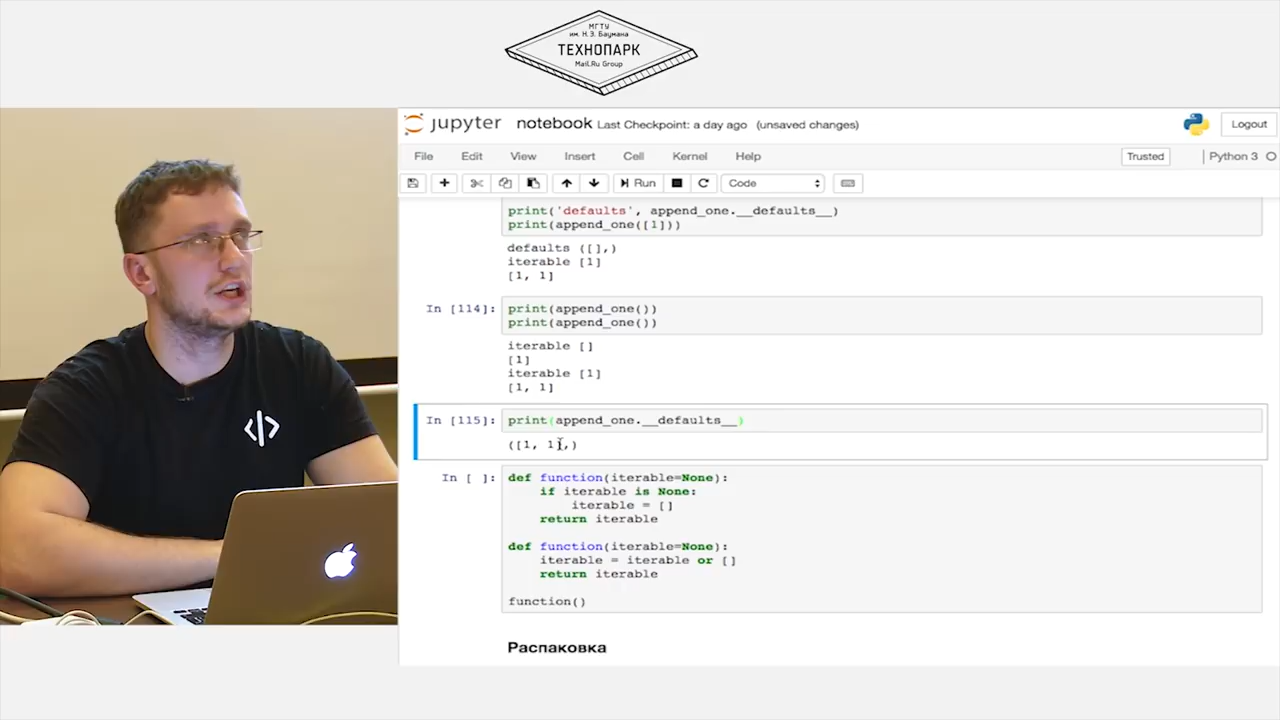 МГТУ
им. Н.Э. Баумана
ТЕХНОПАРК
Mail.Ru Group
jupyter notebook Last Checkpoint: a day ago (unsaved changes) Logout
File Edit View Insert Cell Kernel Help Trusted Python 3
Run Code
print('defaults', append_one.__defaults__)
print(append_one([1]))
defaults ([],)
iterable [1]
[1, 1]
In [114]: print(append_one())
print(append_one())
iterable []
[1]
iterable [1]
[1, 1]
In [115]: print(append_one.__defaults__)
([1, 1],)
In [ ]: def function(iterable=None):
if iterable is None:
iterable = []
return iterable
def function(iterable=None):
iterable = iterable or []
return iterable
function()
Распаковка